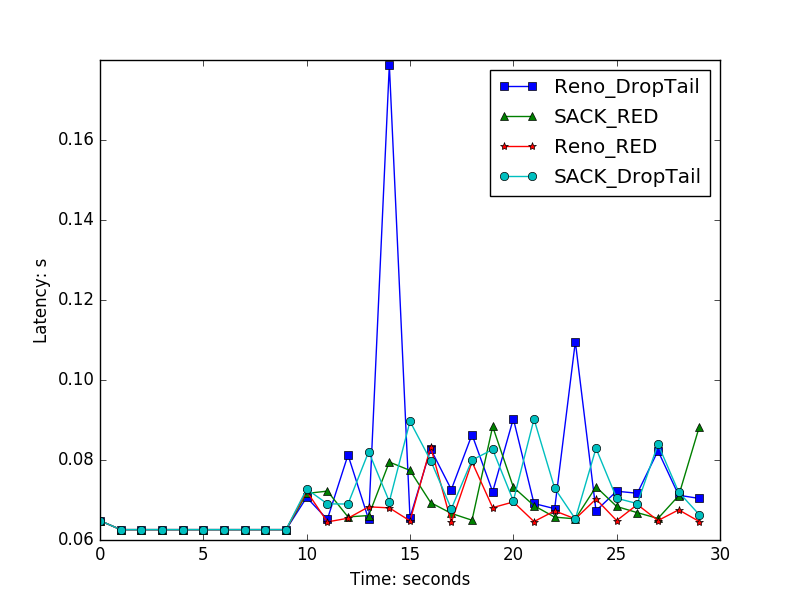 Reno_DropTail
SACK_RED
Reno_RED
SACK_DropTail
0.16
0.14
0.12
0.10
0.08
0.06
Latency: s
0 5 10 15 20 25 30
Time: seconds